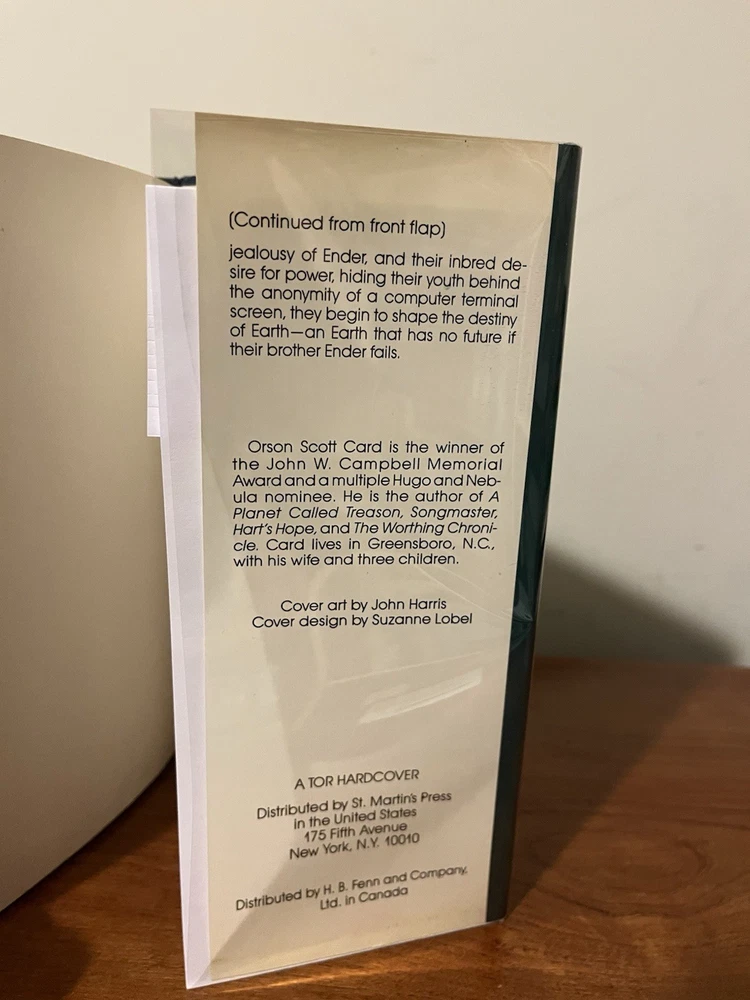 (Continued from front flap)
jealousy of Ender, and their inbred de-
sire for power, hiding their youth behind
the anonymity of a computer terminal
screen, they begin to shape the destiny
of Earth—an Earth that has no future if
their brother Ender fails.
Orson Scott Card is the winner of
the John W. Campbell Memorial
Award and a multiple Hugo and Neb-
ula nominee. He is the author of A
Planet Called Treason, Songmaster,
Hart's Hope, and The Worthing Chroni-
cle. Card lives in Greensboro, N.C.,
with his wife and three children.
Cover art by John Harris
Cover design by Suzanne Lobel
A TOR HARDCOVER
Distributed by St. Martin's Press
in the United States
175 Fifth Avenue
New York, N.Y. 10010
Distributed by H. B. Fenn and Company,
Ltd. in Canada